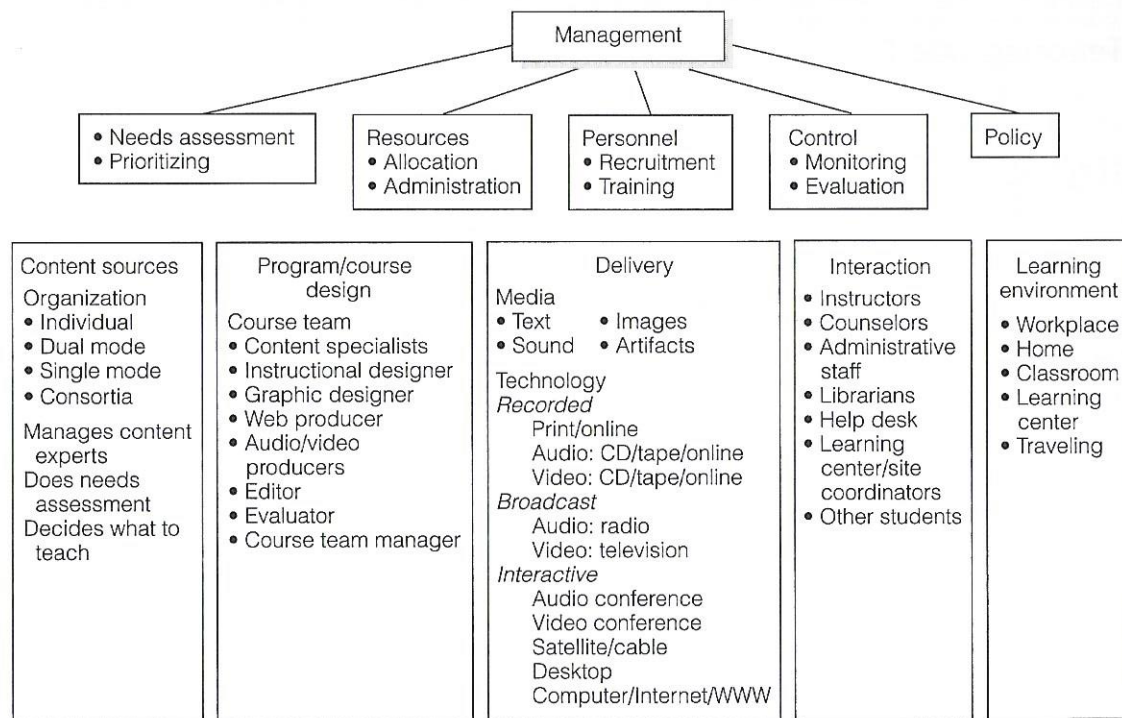 Management
• Needs assessment
• Prioritizing
Resources
• Allocation
• Administration
Personnel
• Recruitment
• Training
Control
• Monitoring
• Evaluation
Policy
Content sources
Organization
• Individual
• Dual mode
• Single mode
• Consortia
Manages content
experts
Does needs
assessment
Decides what to
teach
Program/course
design
Course team
• Content specialists
• Instructional designer
• Graphic designer
• Web producer
• Audio/video
producers
• Editor
• Evaluator
• Course team manager
Delivery
Media
• Text • Images
• Sound • Artifacts
Technology
Recorded
Print/online
Audio: CD/tape/online
Video: CD/tape/online
Broadcast
Audio: radio
Video: television
Interactive
Audio conference
Video conference
Satellite/cable
Desktop
Computer/Internet/WWW
Interaction
• Instructors
• Counselors
• Administrative
staff
• Librarians
• Help desk
• Learning
center/site
coordinators
• Other students
Learning
environment
• Workplace
• Home
• Classroom
• Learning
center
• Traveling